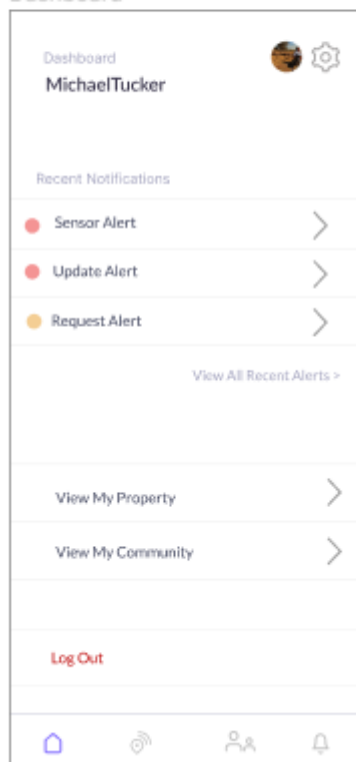 Dashboard
Dashboard
MichaelTucker
Recent Notifications
Sensor Alert
Update Alert
Request Alert
View All Recent Alerts >
View My Property
View My Community
Log Out